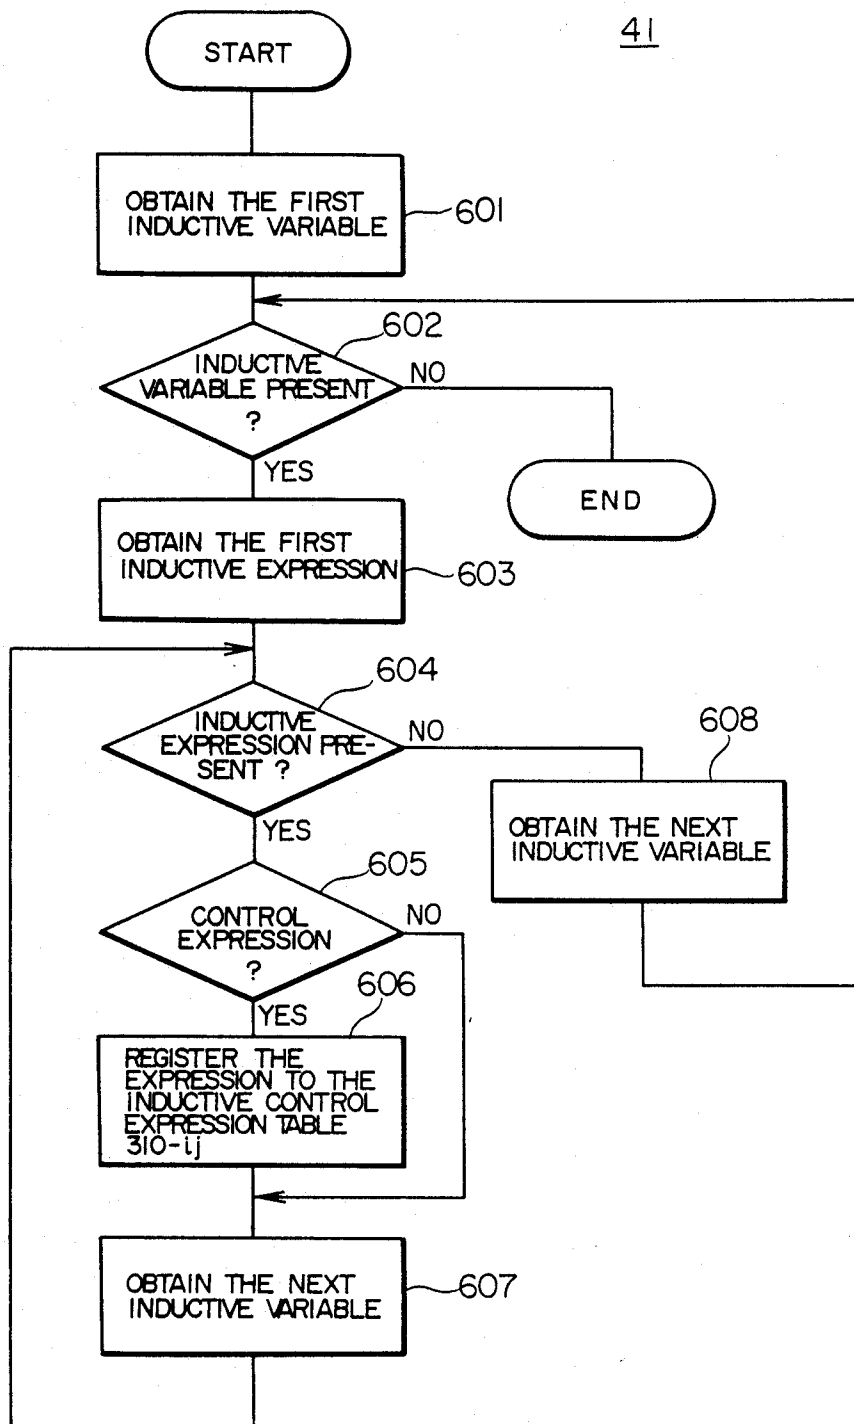 41
START
OBTAIN THE FIRST
INDUCTIVE VARIABLE
601
602
INDUCTIVE
VARIABLE PRESENT
?
NO
YES
END
OBTAIN THE FIRST
INDUCTIVE EXPRESSION
603
604
INDUCTIVE
EXPRESSION PRE-
SENT ?
NO
608
OBTAIN THE NEXT
INDUCTIVE VARIABLE
YES
605
CONTROL
EXPRESSION
?
NO
606
YES
REGISTER THE
EXPRESSION TO THE
INDUCTIVE CONTROL
EXPRESSION TABLE
310-ij
OBTAIN THE NEXT
INDUCTIVE VARIABLE
607